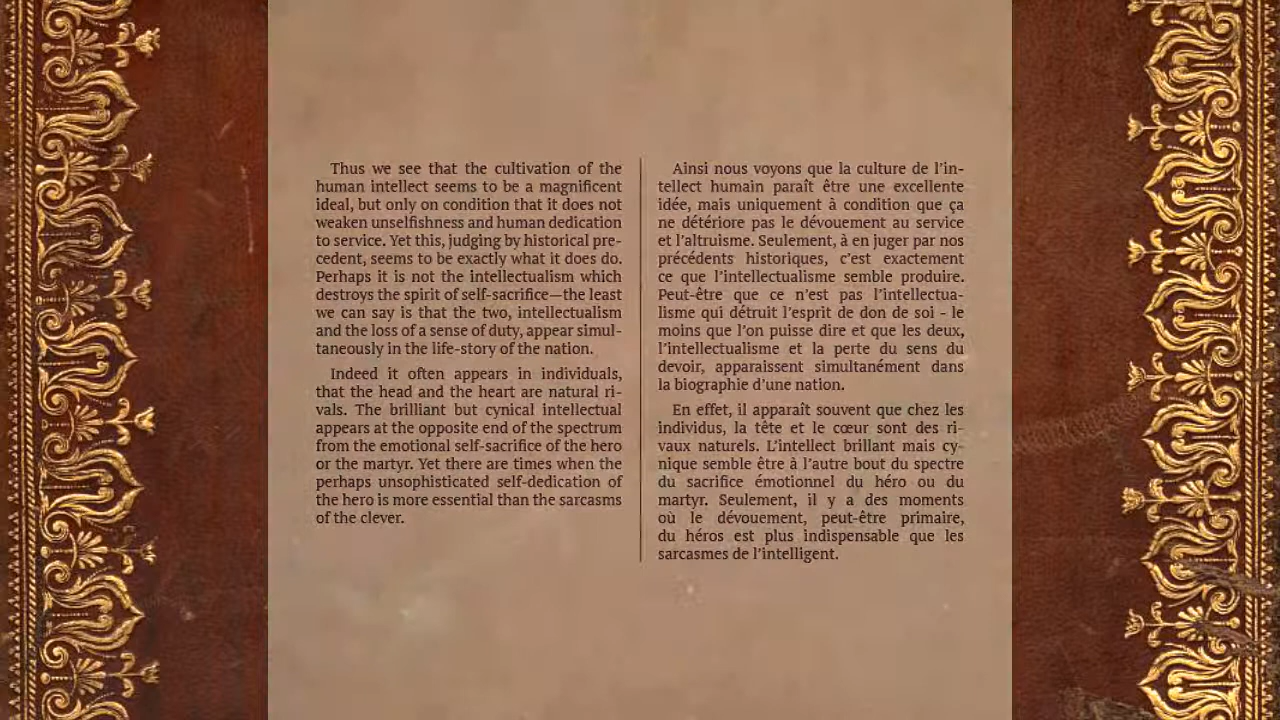 Thus we see that the cultivation of the
human intellect seems to be a magnificent
ideal, but only on condition that it does not
weaken unselfishness and human dedication
to service. Yet this, judging by historical pre-
cedent, seems to be exactly what it does do.
Perhaps it is not the intellectualism which
destroys the spirit of self-sacrifice—the least
we can say is that the two, intellectualism
and the loss of a sense of duty, appear simul-
taneously in the life-story of the nation.
Indeed it often appears in individuals,
that the head and the heart are natural ri-
vals. The brilliant but cynical intellectual
appears at the opposite end of the spectrum
from the emotional self-sacrifice of the hero
or the martyr. Yet there are times when the
perhaps unsophisticated self-dedication of
the hero is more essential than the sarcasms
of the clever.
Ainsi nous voyons que la culture de l'in-
tellect humain paraît être une excellente
idée, mais uniquement à condition que ça
ne détériore pas le dévouement au service
et l'altruisme. Seulement, à en juger par nos
précédents historiques, c'est exactement
ce que l'intellectualisme semble produire.
Peut-être que ce n'est pas l'intellectua-
lisme qui détruit l'esprit de don de soi - le
moins que l'on puisse dire et que les deux,
l'intellectualisme et la perte du sens du
devoir, apparaissent simultanément dans
la biographie d'une nation.
En effet, il apparaît souvent que chez les
individus, la tête et le cœur sont des ri-
vaux naturels. L'intellect brillant mais cy-
nique semble être à l'autre bout du spectre
du sacrifice émotionnel du héro ou du
martyr. Seulement, il y a des moments
où le dévouement, peut-être primaire,
du héros est plus indispensable que les
sarcasmes de l'intelligent.